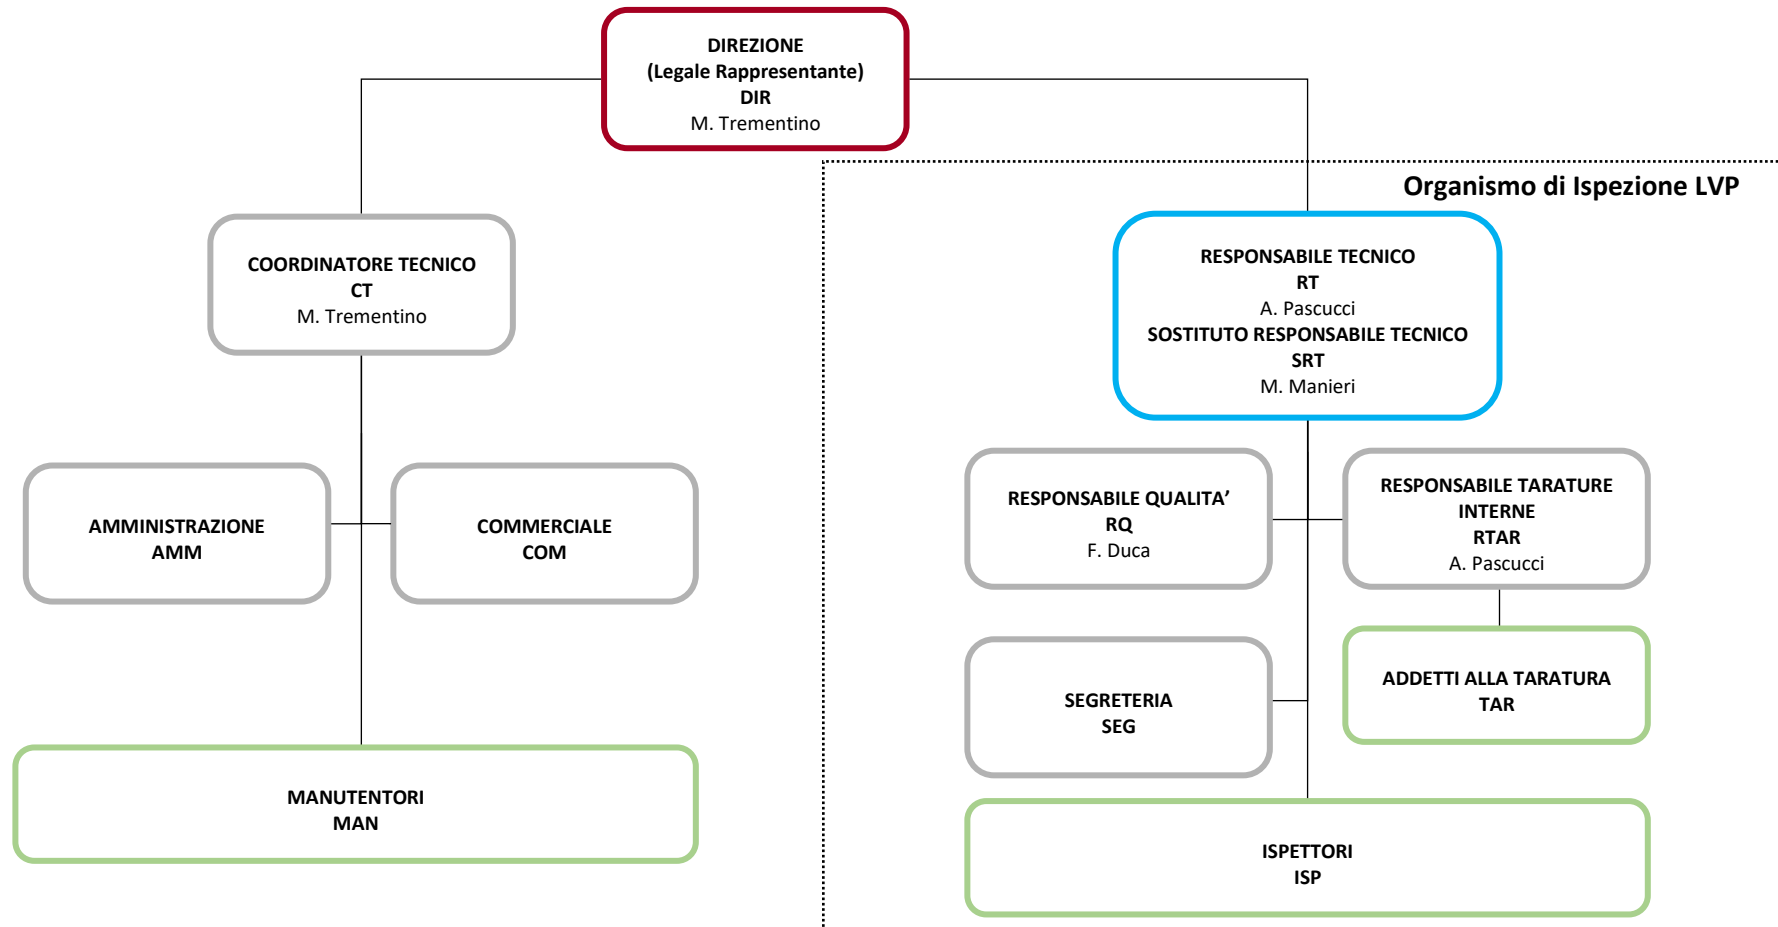 DIREZIONE
(Legale Rappresentante)
DIR
M. Trementino
Organismo di Ispezione LVP
COORDINATORE TECNICO
CT
M. Trementino
RESPONSABILE TECNICO
RT
A. Pascucci
SOSTITUTO RESPONSABILE TECNICO
SRT
M. Manieri
AMMINISTRAZIONE
AMM
COMMERCIALE
COM
RESPONSABILE QUALITA’
RQ
F. Duca
RESPONSABILE TARATURE
INTERNE
RTAR
A. Pascucci
SEGRETERIA
SEG
ADDETTI ALLA TARATURA
TAR
MANUTENTORI
MAN
ISPETTORI
ISP